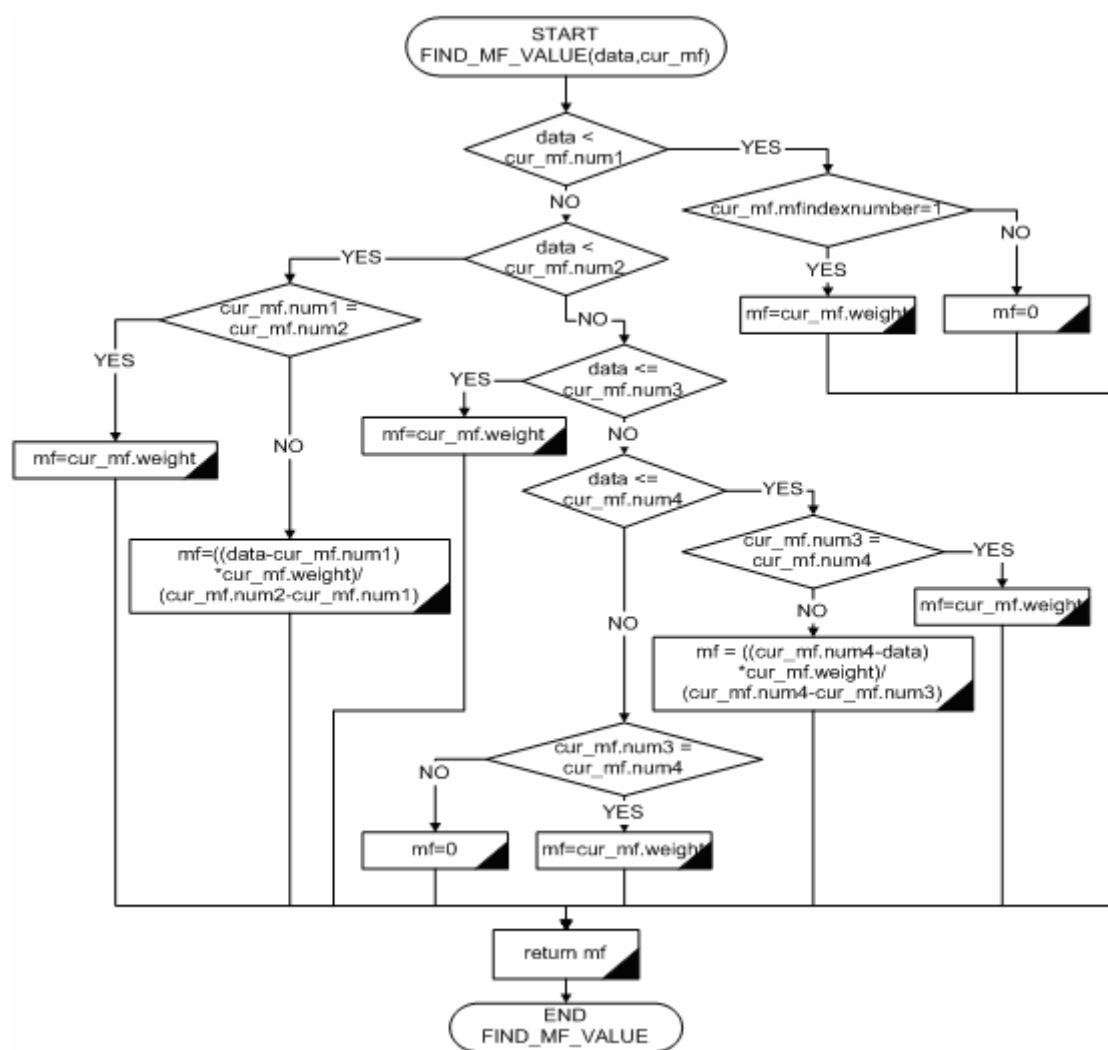 START
FIND_MF_VALUE(data,cur_mf)
data <
cur_mf.num1
YES
NO
cur_mf.mfindexnumber=1
NO
YES
mf=cur_mf.weight
mf=0
data <
cur_mf.num2
YES
NO
cur_mf.num1 =
cur_mf.num2
YES
NO
mf=cur_mf.weight
mf=((data-cur_mf.num1)
*cur_mf.weight)/
(cur_mf.num2-cur_mf.num1)
data <=
cur_mf.num3
YES
mf=cur_mf.weight
NO
data <=
cur_mf.num4
YES
NO
cur_mf.num3 =
cur_mf.num4
YES
mf=cur_mf.weight
NO
mf = ((cur_mf.num4-data)
*cur_mf.weight)/
(cur_mf.num4-cur_mf.num3)
cur_mf.num3 =
cur_mf.num4
NO
YES
mf=0
mf=cur_mf.weight
return mf
END
FIND_MF_VALUE